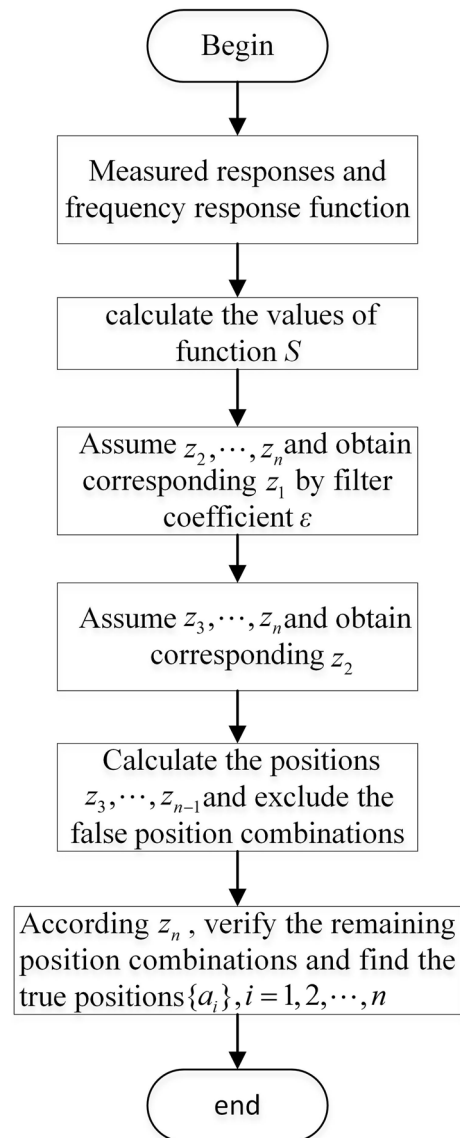 Begin
Measured responses and
frequency response function
calculate the values of
function S
Assume z₂,⋯,zₙ and obtain
corresponding z₁ by filter
coefficient ε
Assume z₃,⋯,zₙ and obtain
corresponding z₂
Calculate the positions
z₃,⋯,zₙ₋₁ and exclude the
false position combinations
According zₙ , verify the remaining
position combinations and find the
true positions{aᵢ},i = 1,2,⋯,n
end